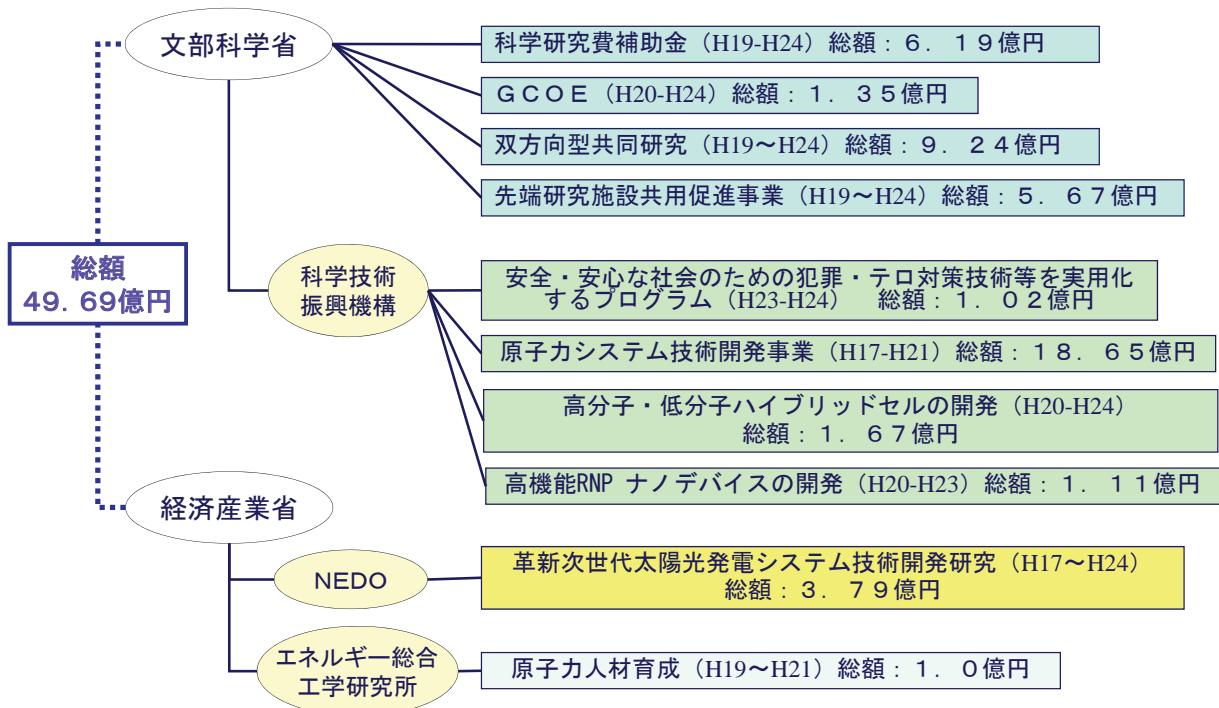 文部科学省
科学研究費補助金（H19-H24）総額：６．１９億円
ＧＣＯＥ（H20-H24）総額：１．３５億円
双方向型共同研究（H19～H24）総額：９．２４億円
先端研究施設共用促進事業（H19～H24）総額：５．６７億円
総額
49.69億円
科学技術
振興機構
安全・安心な社会のための犯罪・テロ対策技術等を実用化
するプログラム（H23-H24）　総額：１．０２億円
原子力システム技術開発事業（H17-H21）総額：１８．６５億円
高分子・低分子ハイブリッドセルの開発（H20-H24）
総額：１．６７億円
高機能RNP ナノデバイスの開発（H20-H23）総額：１．１１億円
経済産業省
NEDO
革新次世代太陽光発電システム技術開発研究（H17～H24）
総額：３．７９億円
エネルギー総合
工学研究所
原子力人材育成（H19～H21）総額：１．０億円